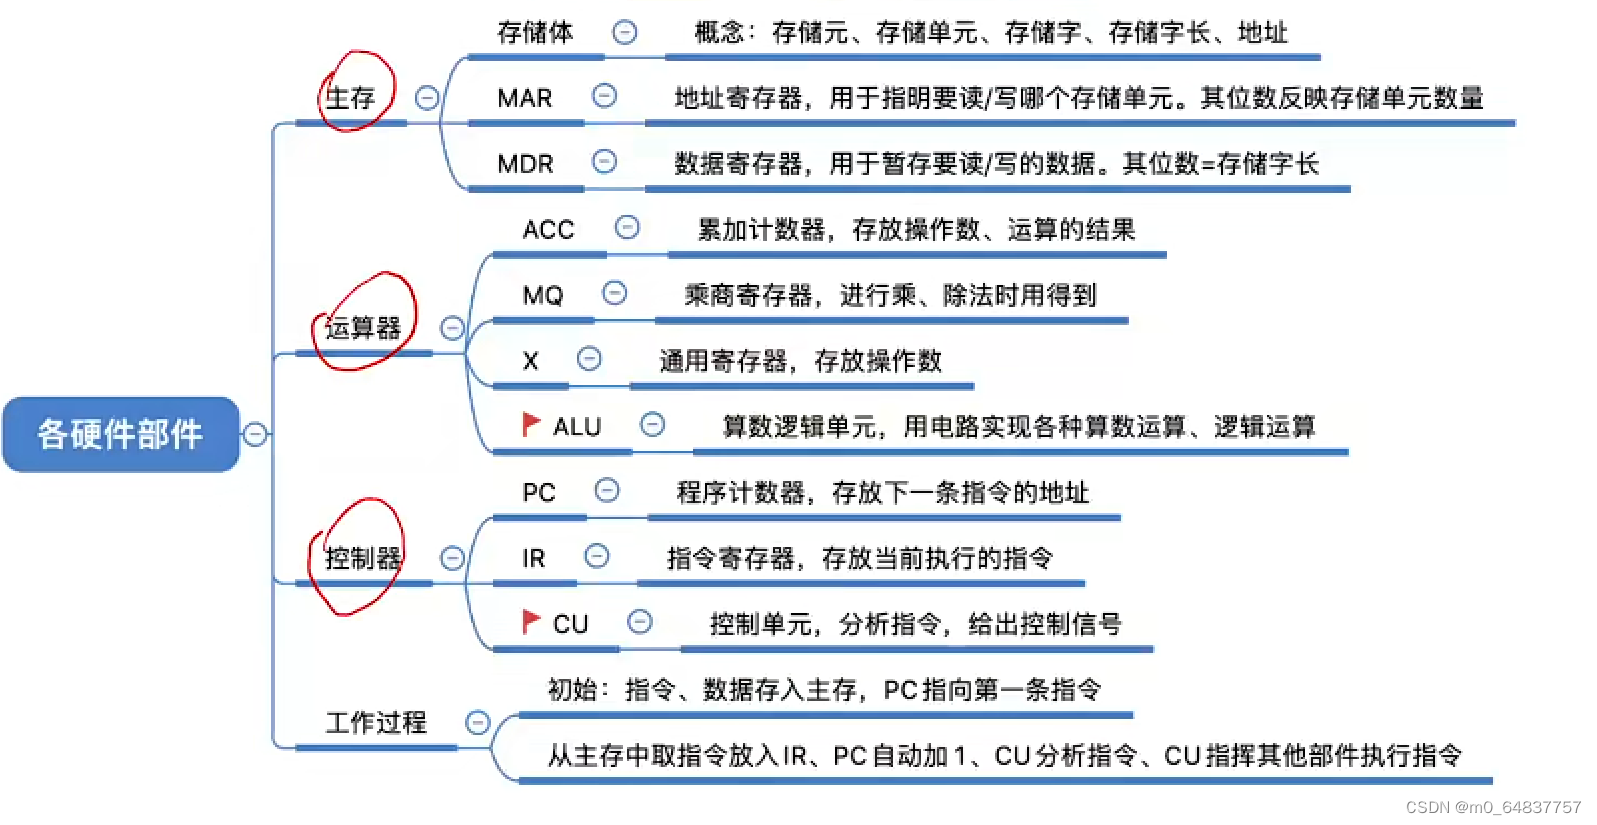 各硬件部件
主存
存储体
概念：存储元、存储单元、存储字、存储字长、地址
MAR
地址寄存器，用于指明要读/写哪个存储单元。其位数反映存储单元数量
MDR
数据寄存器，用于暂存要读/写的数据。其位数=存储字长
运算器
ACC
累加计数器，存放操作数、运算的结果
MQ
乘商寄存器，进行乘、除法时用得到
X
通用寄存器，存放操作数
ALU
算数逻辑单元，用电路实现各种算数运算、逻辑运算
控制器
PC
程序计数器，存放下一条指令的地址
IR
指令寄存器，存放当前执行的指令
CU
控制单元，分析指令，给出控制信号
工作过程
初始：指令、数据存入主存，PC指向第一条指令
从主存中取指令放入IR、PC自动加1、CU分析指令、CU指挥其他部件执行指令
CSDN @m0_64837757